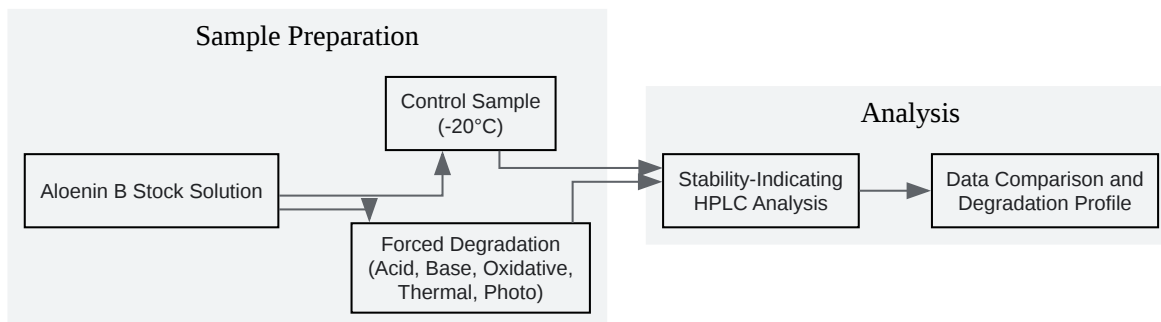 Sample Preparation
Control Sample
(-20°C)
Aloenin B Stock Solution
Forced Degradation
(Acid, Base, Oxidative,
Thermal, Photo)
Analysis
Stability-Indicating
HPLC Analysis
Data Comparison and
Degradation Profile